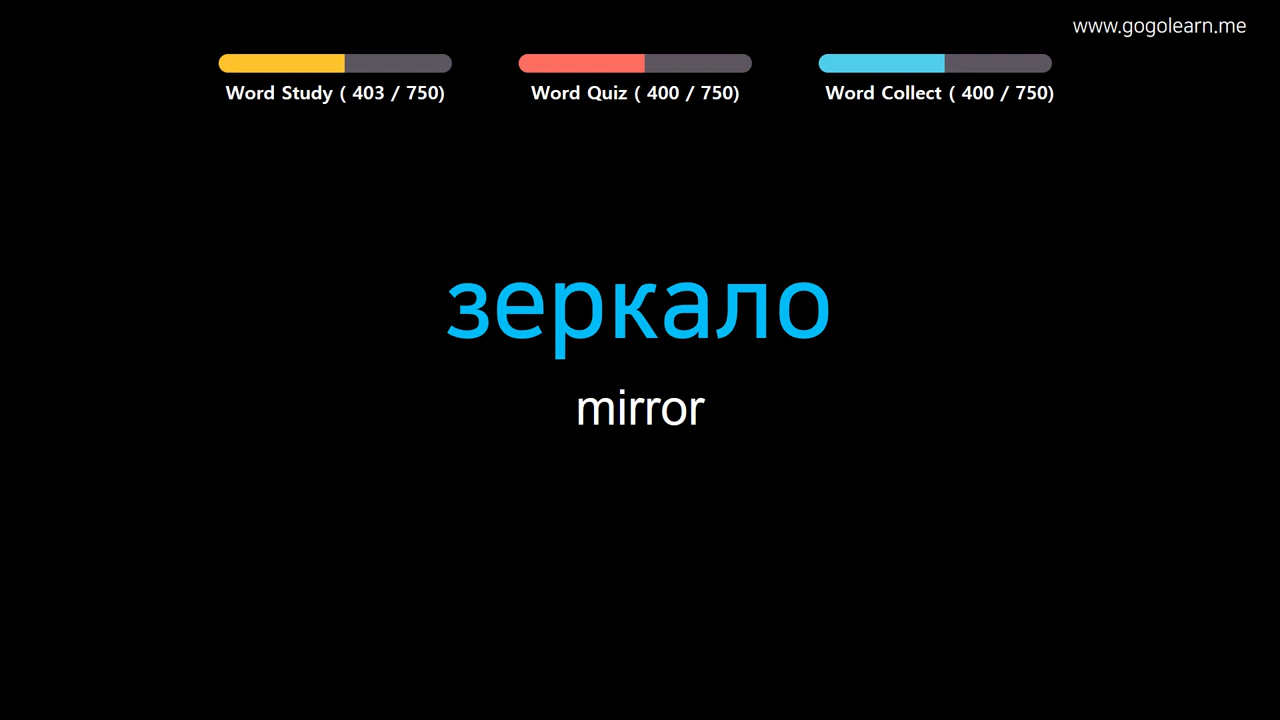 www.gogolearn.me
Word Study ( 403 / 750)
Word Quiz ( 400 / 750)
Word Collect ( 400 / 750)
зеркало
mirror